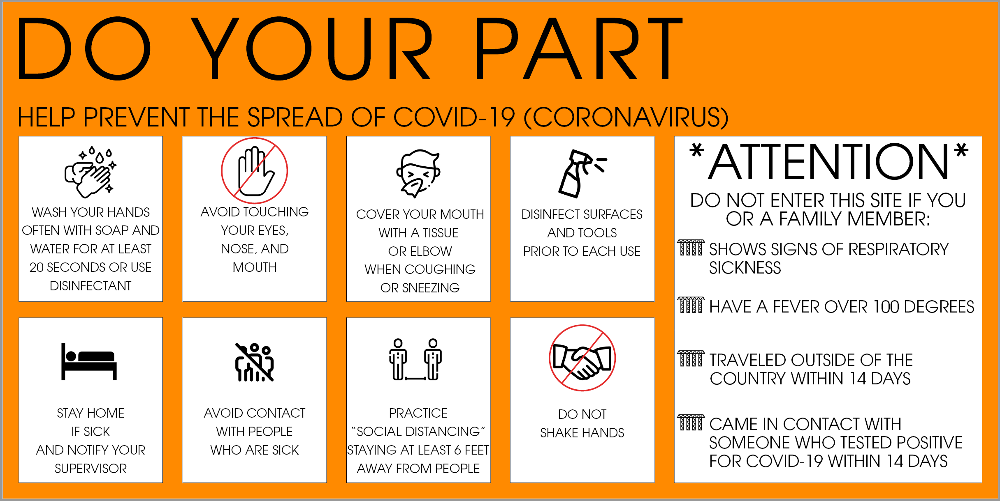 DO YOUR PART
HELP PREVENT THE SPREAD OF COVID-19 (CORONAVIRUS)
WASH YOUR HANDS
OFTEN WITH SOAP AND
WATER FOR AT LEAST
20 SECONDS OR USE
DISINFECTANT
AVOID TOUCHING
YOUR EYES,
NOSE, AND
MOUTH
COVER YOUR MOUTH
WITH A TISSUE
OR ELBOW
WHEN COUGHING
OR SNEEZING
DISINFECT SURFACES
AND TOOLS
PRIOR TO EACH USE
STAY HOME
IF SICK
AND NOTIFY YOUR
SUPERVISOR
AVOID CONTACT
WITH PEOPLE
WHO ARE SICK
PRACTICE
“SOCIAL DISTANCING”
STAYING AT LEAST 6 FEET
AWAY FROM PEOPLE
DO NOT
SHAKE HANDS
*ATTENTION*
DO NOT ENTER THIS SITE IF YOU
OR A FAMILY MEMBER:
SHOWS SIGNS OF RESPIRATORY
SICKNESS
HAVE A FEVER OVER 100 DEGREES
TRAVELED OUTSIDE OF THE
COUNTRY WITHIN 14 DAYS
CAME IN CONTACT WITH
SOMEONE WHO TESTED POSITIVE
FOR COVID-19 WITHIN 14 DAYS